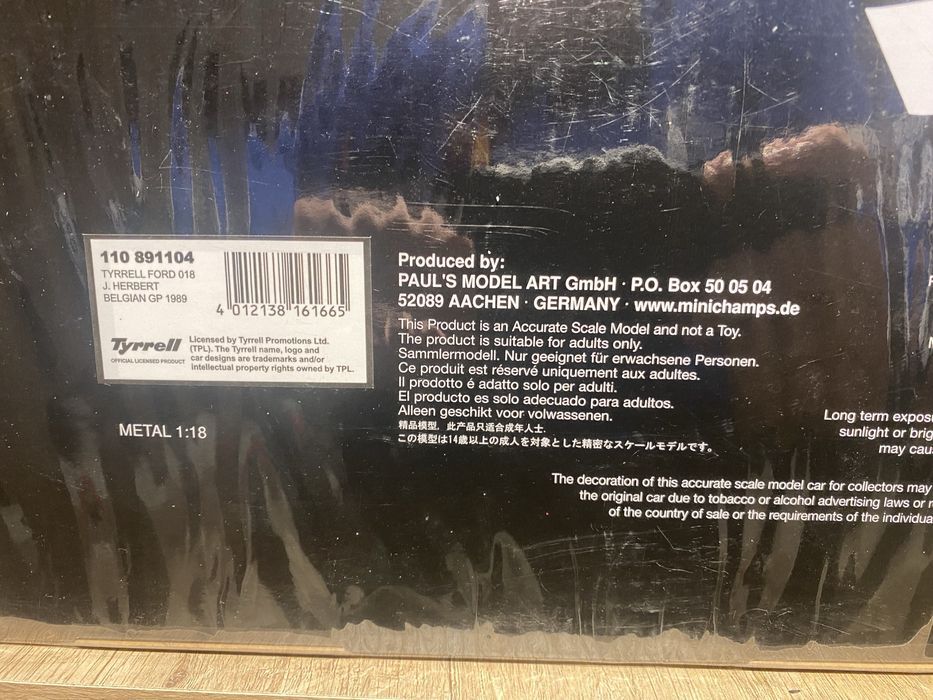 110 891104
TYRRELL FORD 018
J. HERBERT
BELGIAN GP 1989
4 012138 161665
Tyrrell
OFFICIAL LICENSED PRODUCT
Licensed by Tyrrell Promotions Ltd.
(TPL). The Tyrrell name, logo and
car designs are trademarks and/or
intellectual property rights owned by TPL.
METAL 1:18
Produced by:
PAUL'S MODEL ART GmbH · P.O. Box 50 05 04
52089 AACHEN · GERMANY · www.minichamps.de
This Product is an Accurate Scale Model and not a Toy.
The product is suitable for adults only.
Sammlermodell. Nur geeignet für erwachsene Personen.
Ce produit est réservé uniquement aux adultes.
Il prodotto é adatto solo per adulti.
El producto es solo adecuado para adultos.
Alleen geschikt voor volwassenen.
精品模型，此产品只适合成年人士.
この模型は14歳以上の成人を対象とした精密なスケールモデルです。
Long term expos
sunlight or brig
may cau
The decoration of this accurate scale model car for collectors may
the original car due to tobacco or alcohol advertising laws or
of the country of sale or the requirements of the individua